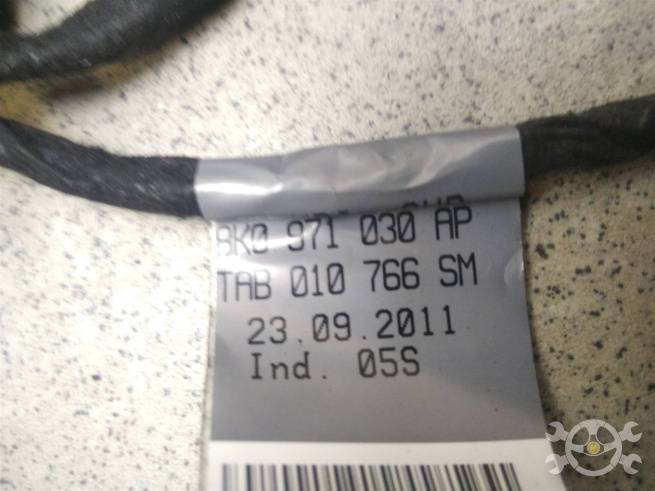 8K0 971 030 AP
TAB 010 766 SM
23.09.2011
Ind. 05S